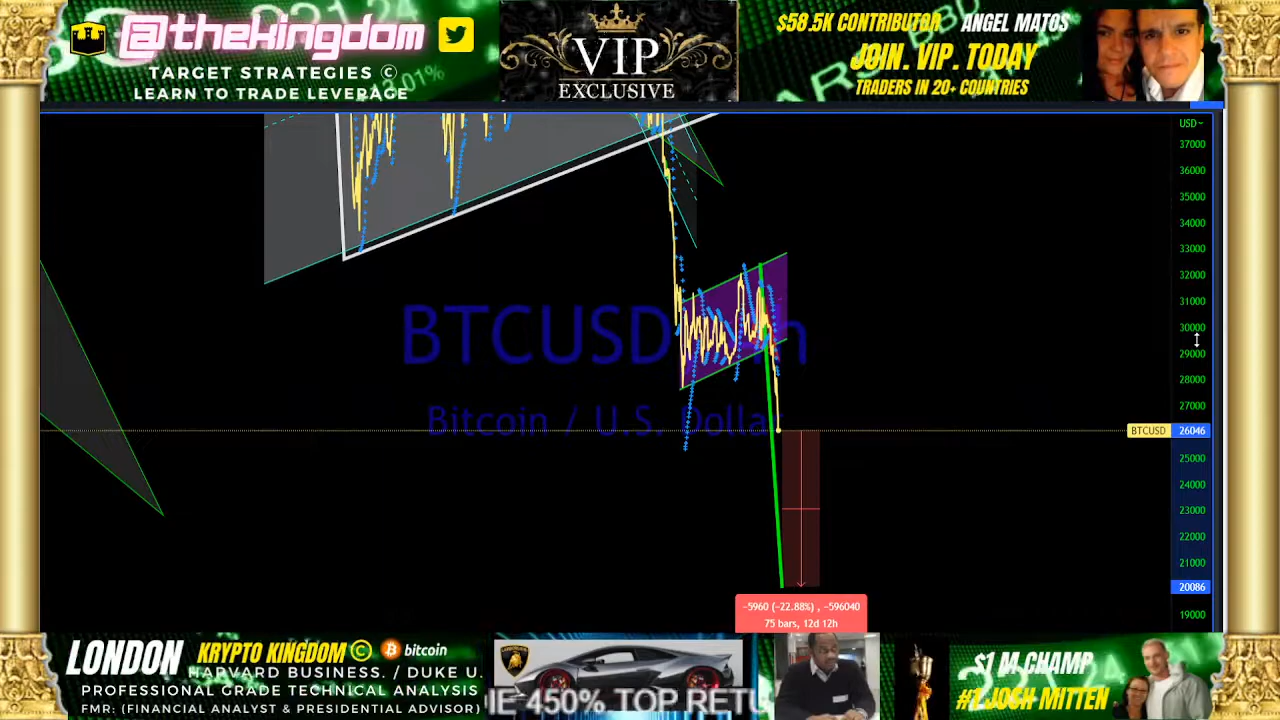 @thekingdom
TARGET STRATEGIES ©
LEARN TO TRADE LEVERAGE
VIP
EXCLUSIVE
$58.5K CONTRIBUTOR ANGEL MATOS
JOIN. VIP. TODAY
TRADERS IN 20+ COUNTRIES
USD
37000
36000
35000
34000
33000
32000
31000
30000
29000
28000
27000
BTCUSD 26046
25000
24000
23000
22000
21000
20086
19000
BTCUSD
Bitcoin / U.S. Dollar
-5960 (-22.88%) , -596040
75 bars, 12d 12h
LONDON KRYPTO KINGDOM © bitcoin
HARVARD BUSINESS. / DUKE U.
PROFESSIONAL GRADE TECHNICAL ANALYSIS
FMR: (FINANCIAL ANALYST & PRESIDENTIAL ADVISOR)
450% TOP
$1 M CHAMP
#1 JOSH MITTEN